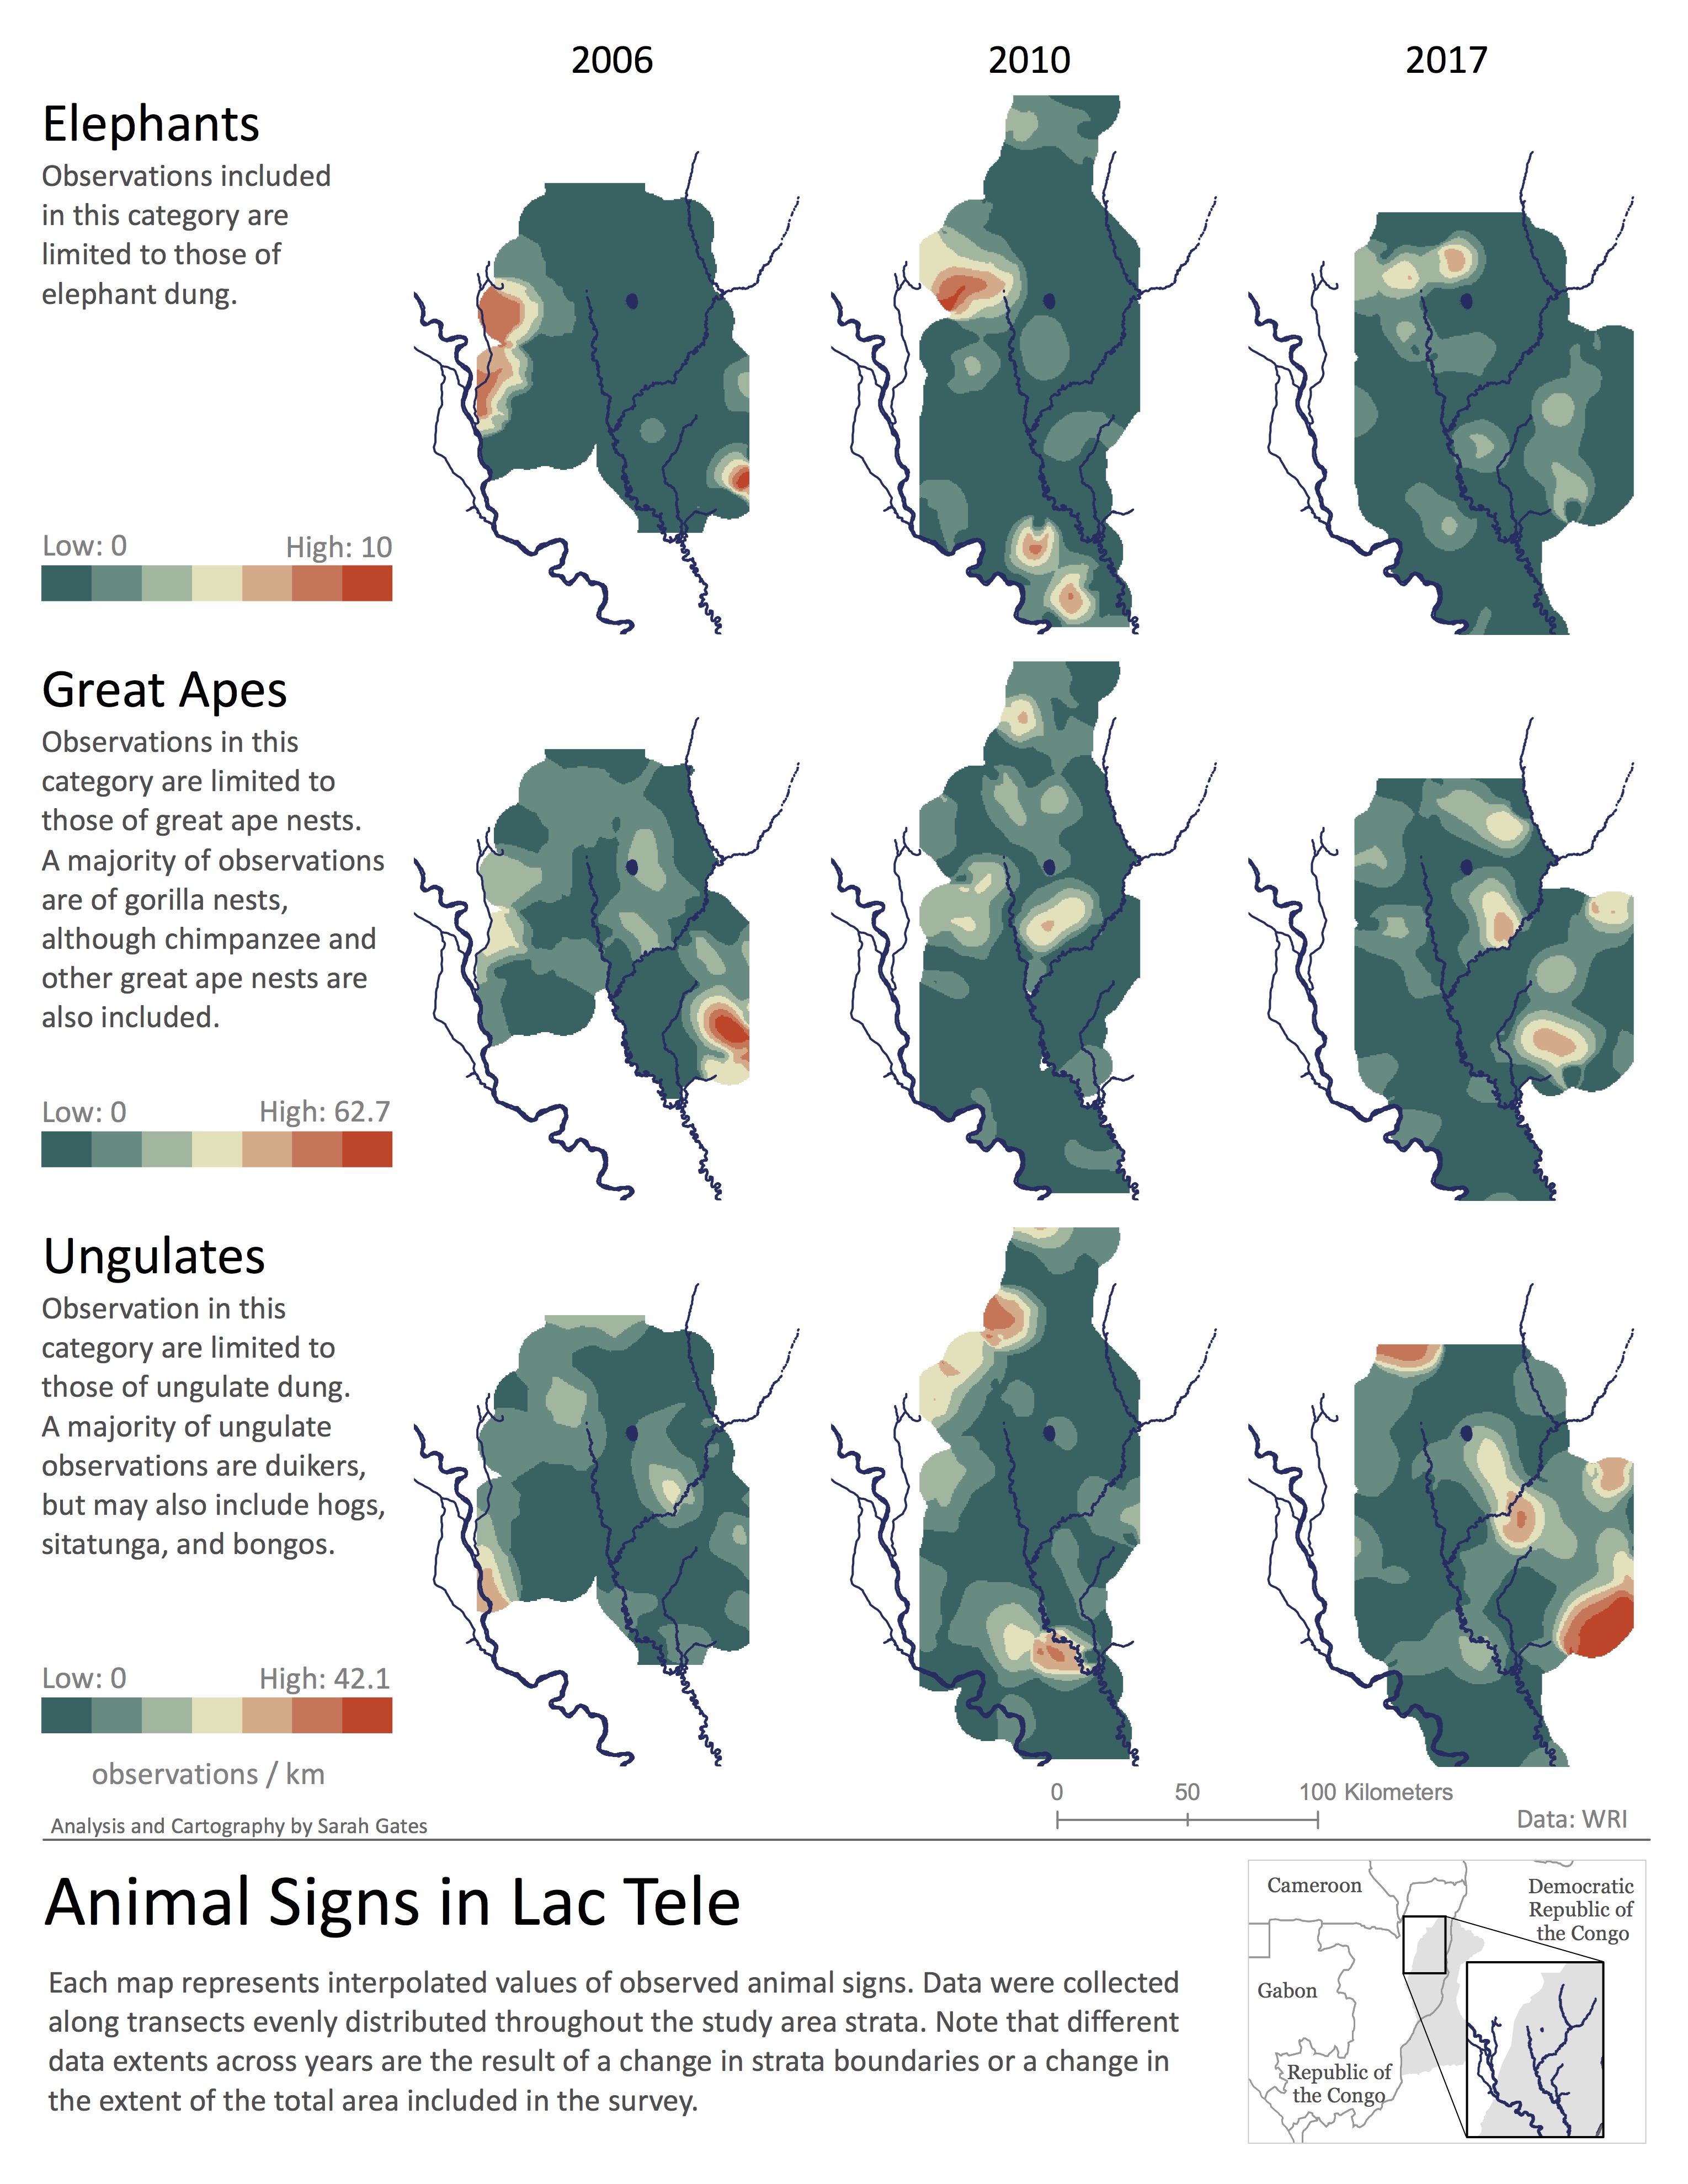 2006
2010
2017
Elephants
Observations included
in this category are
limited to those of
elephant dung.
Low: 0
High: 10
Great Apes
Observations in this
category are limited to
those of great ape nests.
A majority of observations
are of gorilla nests,
although chimpanzee and
other great ape nests are
also included.
Low: 0
High: 62.7
Ungulates
Observation in this
category are limited to
those of ungulate dung.
A majority of ungulate
observations are duikers,
but may also include hogs,
sitatunga, and bongos.
Low: 0
High: 42.1
observations / km
0
50
100 Kilometers
Analysis and Cartography by Sarah Gates
Data: WRI
Animal Signs in Lac Tele
Each map represents interpolated values of observed animal signs. Data were collected
along transects evenly distributed throughout the study area strata. Note that different
data extents across years are the result of a change in strata boundaries or a change in
the extent of the total area included in the survey.
Cameroon
Democratic
Republic of
the Congo
Gabon
Republic of
the Congo